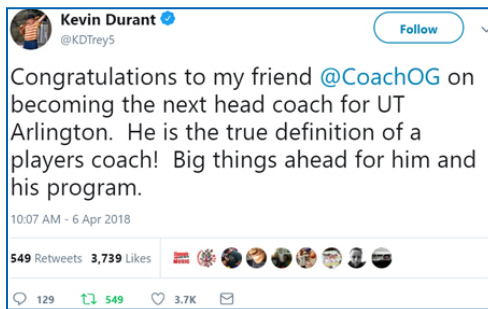 Kevin Durant
@KDTrey5
Follow
Congratulations to my friend @CoachOG on
becoming the next head coach for UT
Arlington. He is the true definition of a
players coach! Big things ahead for him and
his program.
10:07 AM - 6 Apr 2018
549 Retweets 3,739 Likes
129 549 3.7K